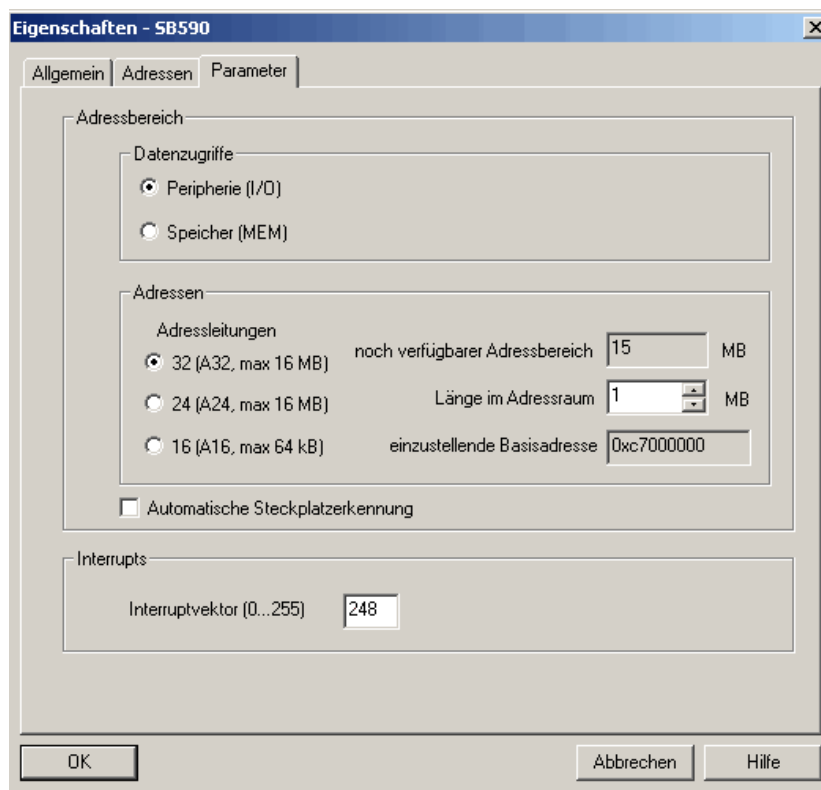 Eigenschaften - SB590
Allgemein Adressen Parameter
Adressbereich
Datenzugriffe
Peripherie (I/O)
Speicher (MEM)
Adressen
Adressleitungen
32 (A32, max 16 MB)
24 (A24, max 16 MB)
16 (A16, max 64 kB)
noch verfügbarer Adressbereich 15 MB
Länge im Adressraum 1 MB
einzustellende Basisadresse 0xc7000000
Automatische Steckplatzerkennung
Interrupts
Interruptvektor (0...255) 248
OK Abbrechen Hilfe